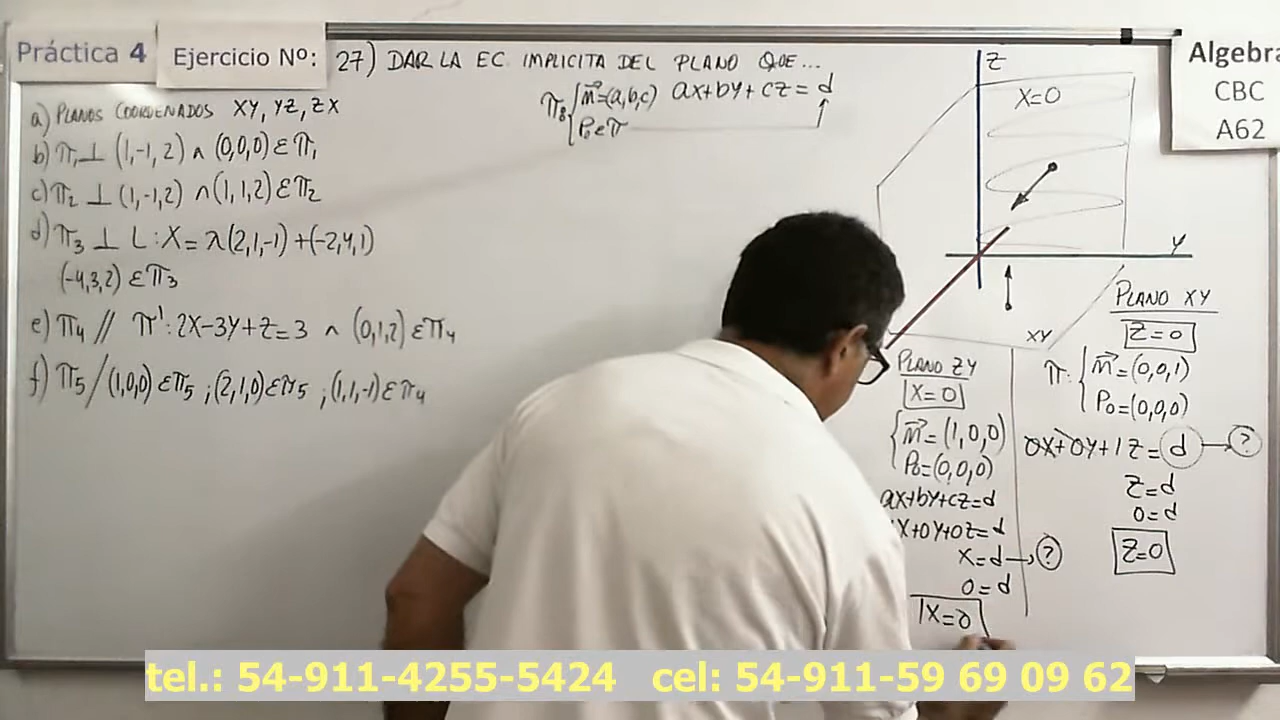 Práctica 4
Ejercicio Nº: 27) DAR LA EC IMPLICITA DEL PLANO QUE...
Algebra
CBC
A62
a) PLANOS COORDENADOS XY, YZ, ZX
b) π₁ ⊥ (1,-1,2) ∧ (0,0,0) ε π₁
c) π₂ ⊥ (1,-1,2) ∧ (1,1,2) ε π₂
d) π₃ ⊥ L: X = λ(2,1,-1) + (-2,4,1)
(-4,3,2) ε π₃
e) π₄ // π': 2X-3Y+Z=3 ∧ (0,1,2) ε π₄
f) π₅ / (1,0,0) ε π₅ ; (2,1,0) ε π₅ ; (1,1,-1) ε π₄
π: { n⃗=(a,b,c) ax+by+cz=d
P₀ ε π
Z
X=0
Y
XY
PLANO ZY
X=0
{ n⃗=(1,0,0)
P₀=(0,0,0)
ax+by+cz=d
X+0Y+0Z=d
X=d → ?
0=d
X=0
PLANO XY
Z=0
π: { n⃗=(0,0,1)
P₀=(0,0,0)
0X+0Y+1Z=d → ?
Z=d
0=d
Z=0
tel.: 54-911-4255-5424 cel: 54-911-59 69 09 62